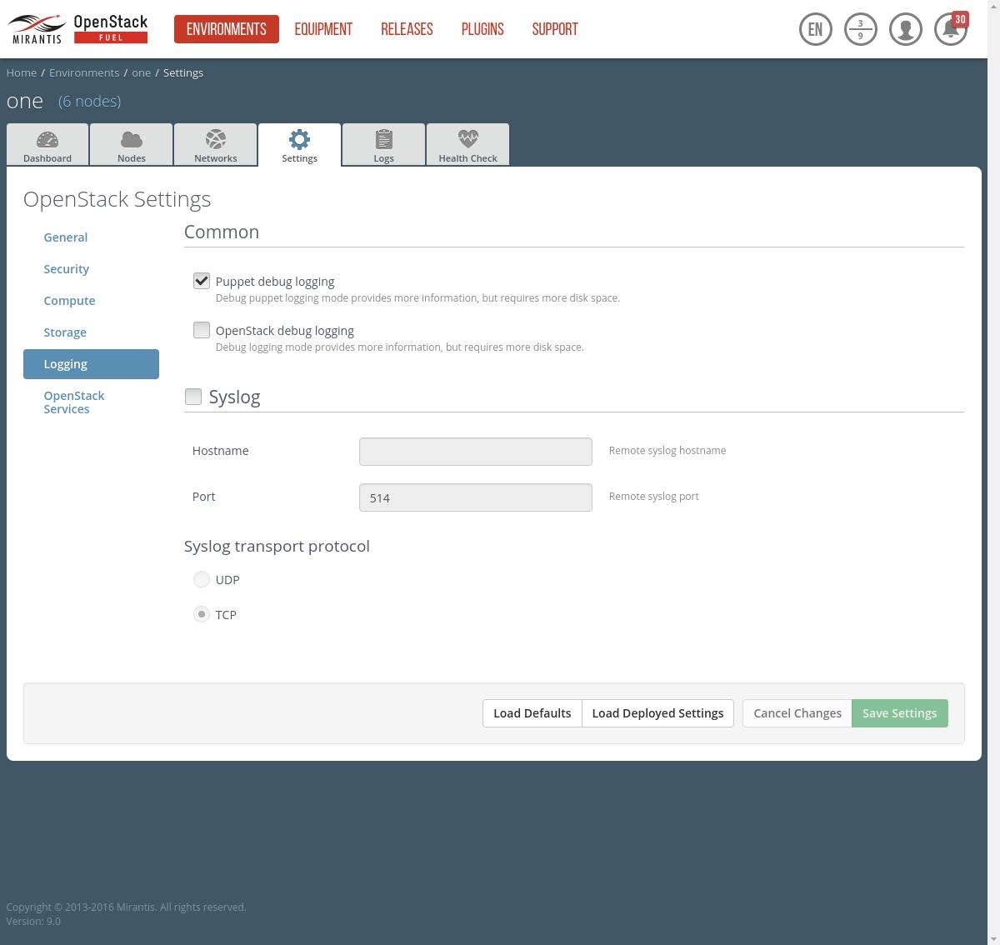 MIRANTIS
OpenStack
FUEL
ENVIRONMENTS
EQUIPMENT
RELEASES
PLUGINS
SUPPORT
EN
3
9
30
Home / Environments / one / Settings
one (6 nodes)
Dashboard
Nodes
Networks
Settings
Logs
Health Check
OpenStack Settings
General
Security
Compute
Storage
Logging
OpenStack
Services
Common
Puppet debug logging
Debug puppet logging mode provides more information, but requires more disk space.
OpenStack debug logging
Debug logging mode provides more information, but requires more disk space.
Syslog
Hostname
Remote syslog hostname
Port
514
Remote syslog port
Syslog transport protocol
UDP
TCP
Load Defaults
Load Deployed Settings
Cancel Changes
Save Settings
Copyright © 2013-2016 Mirantis. All rights reserved.
Version: 9.0